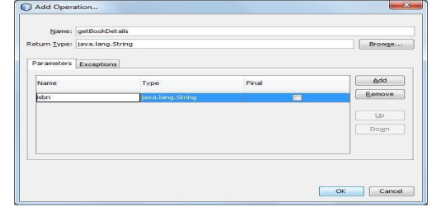 Add Operation...
Name: getBookDetails
Return Type: java.lang.String Browse...
Parameters Exceptions
Name Type Final Add
isbn java.lang.String Remove
Up
Down
OK Cancel